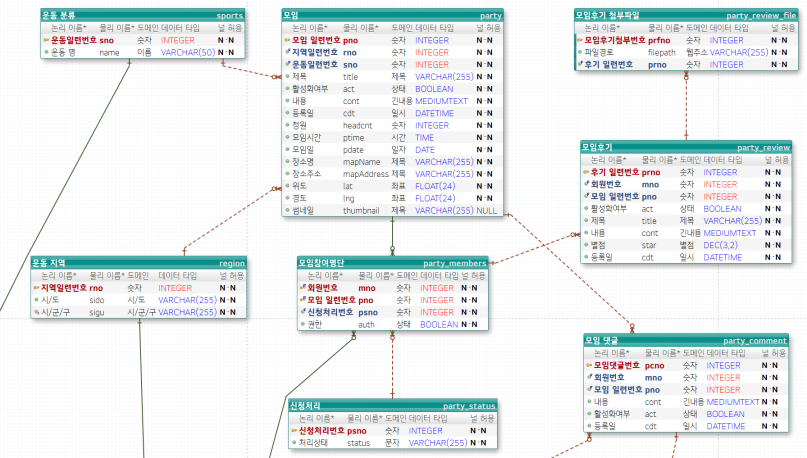 운동 분류 sports
논리 이름* 물리 이름* 도메인 데이터 타입 널 허용
운동일련번호 sno 숫자 INTEGER N·N
운동 명 name 이름 VARCHAR(50) N·N
모임 party
논리 이름* 물리 이름* 도메인 데이터 타입 널 허용
모임 일련번호 pno 숫자 INTEGER N·N
지역일련번호 rno 숫자 INTEGER N·N
운동일련번호 sno 숫자 INTEGER N·N
제목 title 제목 VARCHAR(255) N·N
활성화여부 act 상태 BOOLEAN N·N
내용 cont 긴내용 MEDIUMTEXT N·N
등록일 cdt 일시 DATETIME N·N
정원 headcnt 숫자 INTEGER N·N
모임시간 ptime 시간 TIME N·N
모임일 pdate 일자 DATE N·N
장소명 mapName 제목 VARCHAR(255) N·N
장소주소 mapAddress 제목 VARCHAR(255) N·N
위도 lat 좌표 FLOAT(24) N·N
경도 lng 좌표 FLOAT(24) N·N
썸네일 thumbnail 제목 VARCHAR(255) NULL
모임후기 첨부파일 party_review_file
논리 이름* 물리 이름* 도메인 데이터 타입 널 허용
모임후기첨부번호 prfno 숫자 INTEGER N·N
파일경로 filepath 웹주소 VARCHAR(255) N·N
후기 일련번호 prno 숫자 INTEGER N·N
모임후기 party_review
논리 이름* 물리 이름* 도메인 데이터 타입 널 허용
후기 일련번호 prno 숫자 INTEGER N·N
회원번호 mno 숫자 INTEGER N·N
모임 일련번호 pno 숫자 INTEGER N·N
활성화여부 act 상태 BOOLEAN N·N
제목 title 제목 VARCHAR(255) N·N
내용 cont 긴내용 MEDIUMTEXT N·N
별점 star 별점 DEC(3,2) N·N
등록일 cdt 일시 DATETIME N·N
운동 지역 region
논리 이름* 물리 이름* 도메인 데이터 타입 널 허용
지역일련번호 rno 숫자 INTEGER N·N
시/도 sido 시/도 VARCHAR(255) N·N
시/군/구 sigu 시/군/구 VARCHAR(255) N·N
모임참여명단 party_members
논리 이름* 물리 이름* 도메인 데이터 타입 널 허용
회원번호 mno 숫자 INTEGER N·N
모임 일련번호 pno 숫자 INTEGER N·N
신청처리번호 psno 숫자 INTEGER N·N
권한 auth 상태 BOOLEAN N·N
모임 댓글 party_comment
논리 이름* 물리 이름* 도메인 데이터 타입 널 허용
모임댓글번호 pcno 숫자 INTEGER N·N
회원번호 mno 숫자 INTEGER N·N
모임 일련번호 pno 숫자 INTEGER N·N
내용 cont 긴내용 MEDIUMTEXT N·N
활성화여부 act 상태 BOOLEAN N·N
등록일 cdt 일시 DATETIME N·N
신청처리 party_status
논리 이름* 물리 이름* 도메인 데이터 타입 널 허용
신청처리번호 psno 숫자 INTEGER N·N
처리상태 status 문자 VARCHAR(255) N·N